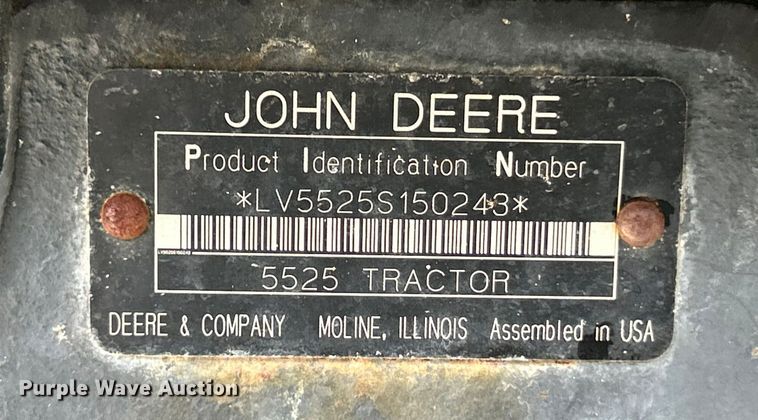 JOHN DEERE
Product Identification Number
*LV5525S150243*
5525 TRACTOR
DEERE & COMPANY MOLINE, ILLINOIS Assembled in USA
Purple Wave Auction